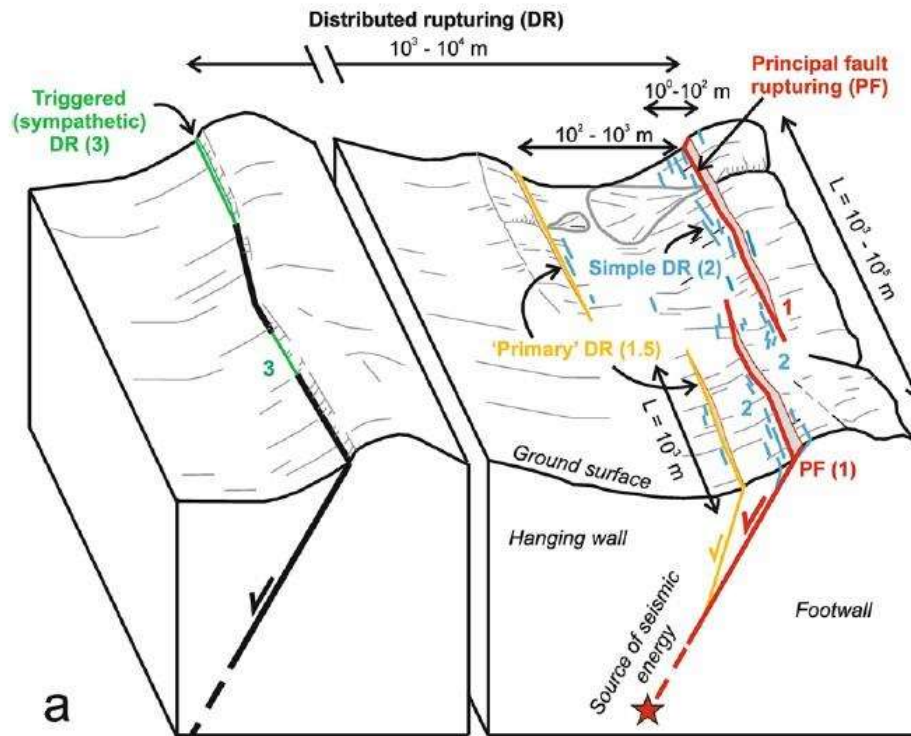 Distributed rupturing (DR)
10³ - 10⁴ m
Triggered
(sympathetic)
DR (3)
Principal fault
rupturing (PF)
10⁰-10² m
10² – 10³ m
L = 10³ - 10⁵ m
Simple DR (2)
1
'Primary' DR (1.5)
2
3
2
L = 10³ m
Ground surface
PF (1)
Hanging wall
Source of seismic
energy
Footwall
a